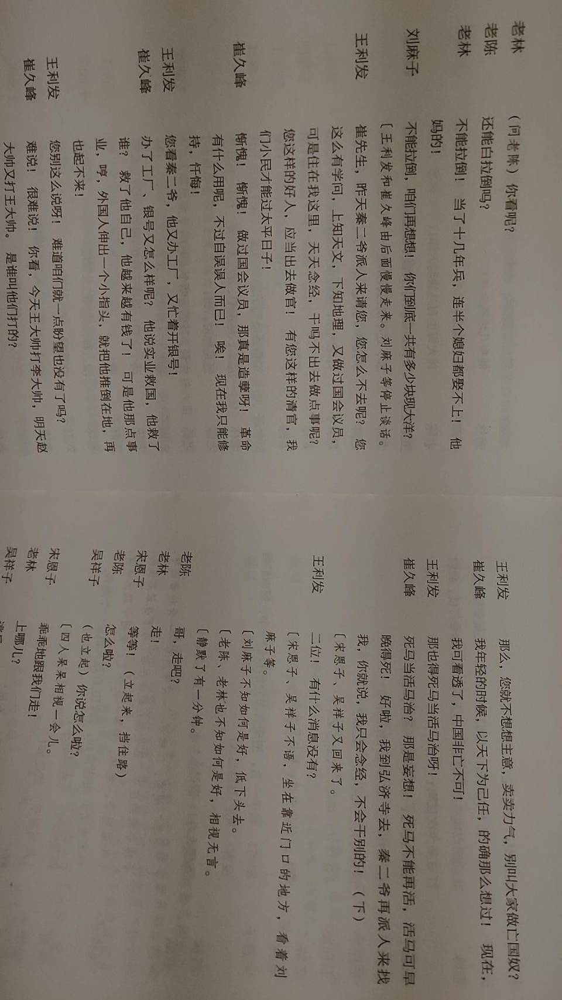 老林 （问老陈）你看呢？
老陈 还能白拉倒吗？
老林 不能拉倒！ 当了十几年兵，连半个媳妇都娶不上！ 他
妈的！
刘麻子 不能拉倒，咱们再想想！ 你们到底一共有多少块现大洋？
〔王利发和崔久峰由后面慢慢走来。刘麻子等停止谈话。
王利发 崔先生，昨天秦二爷派人来请您，您怎么不去呢？ 您
这么有学问，上知天文，下知地理，又做过国会议员，
可是住在我这里，天天念经，干吗不出去做点事呢？
您这样的好人，应当出去做官！ 有您这样的清官，我
们小民才能过太平日子！
崔久峰 惭愧！ 惭愧！ 做过国会议员，那真是造孽呀！ 革命
有什么用呢，不过自误误人而已！ 唉！ 现在我只能修
持，忏悔！
王利发 您看秦二爷，他又办工厂，又忙着开银号！
崔久峰 办了工厂、银号又怎么样呢？ 他说实业救国，他救了
谁？ 救了他自己，他越来越有钱了！ 可是他那点事
业，哼，外国人伸出一个小指头，就把他推倒在地，再
也起不来！
王利发 您别这么说呀！ 难道咱们就一点盼望也没有了吗？
崔久峰 难说！ 很难说！ 你看，今天王大帅打李大帅，明天赵
大帅又打王大帅。 是谁叫他们打的？
王利发 那么，您就不想想主意，卖卖力气，别叫大家做亡国奴？
崔久峰 我年轻的时候，以天下为己任，的确那么想过！ 现在，
我可看透了，中国非亡不可！
王利发 那也得死马当活马治呀！
崔久峰 死马当活马治？ 那是妄想！ 死马不能再活，活马可早
晚得死！ 好啦，我到弘济寺去，秦二爷再派人来找
我，你就说，我只会念经，不会干别的！（下）
〔宋恩子、吴祥子又回来了。
王利发 二位！ 有什么消息没有？
〔宋恩子、吴祥子不语，坐在靠近门口的地方，看着刘
麻子等。
〔刘麻子不知如何是好，低下头去。
〔老陈、老林也不知如何是好，相视无言。
〔静默了有一分钟。
老陈 哥，走吧？
老林 走！
宋恩子 等等！（立起来，挡住路）
老陈 怎么啦？
吴祥子 （也立起）你说怎么啦？
〔四人呆呆相视一会儿。
宋恩子 乖乖地跟我们走！
老林 上哪儿？
吴祥子